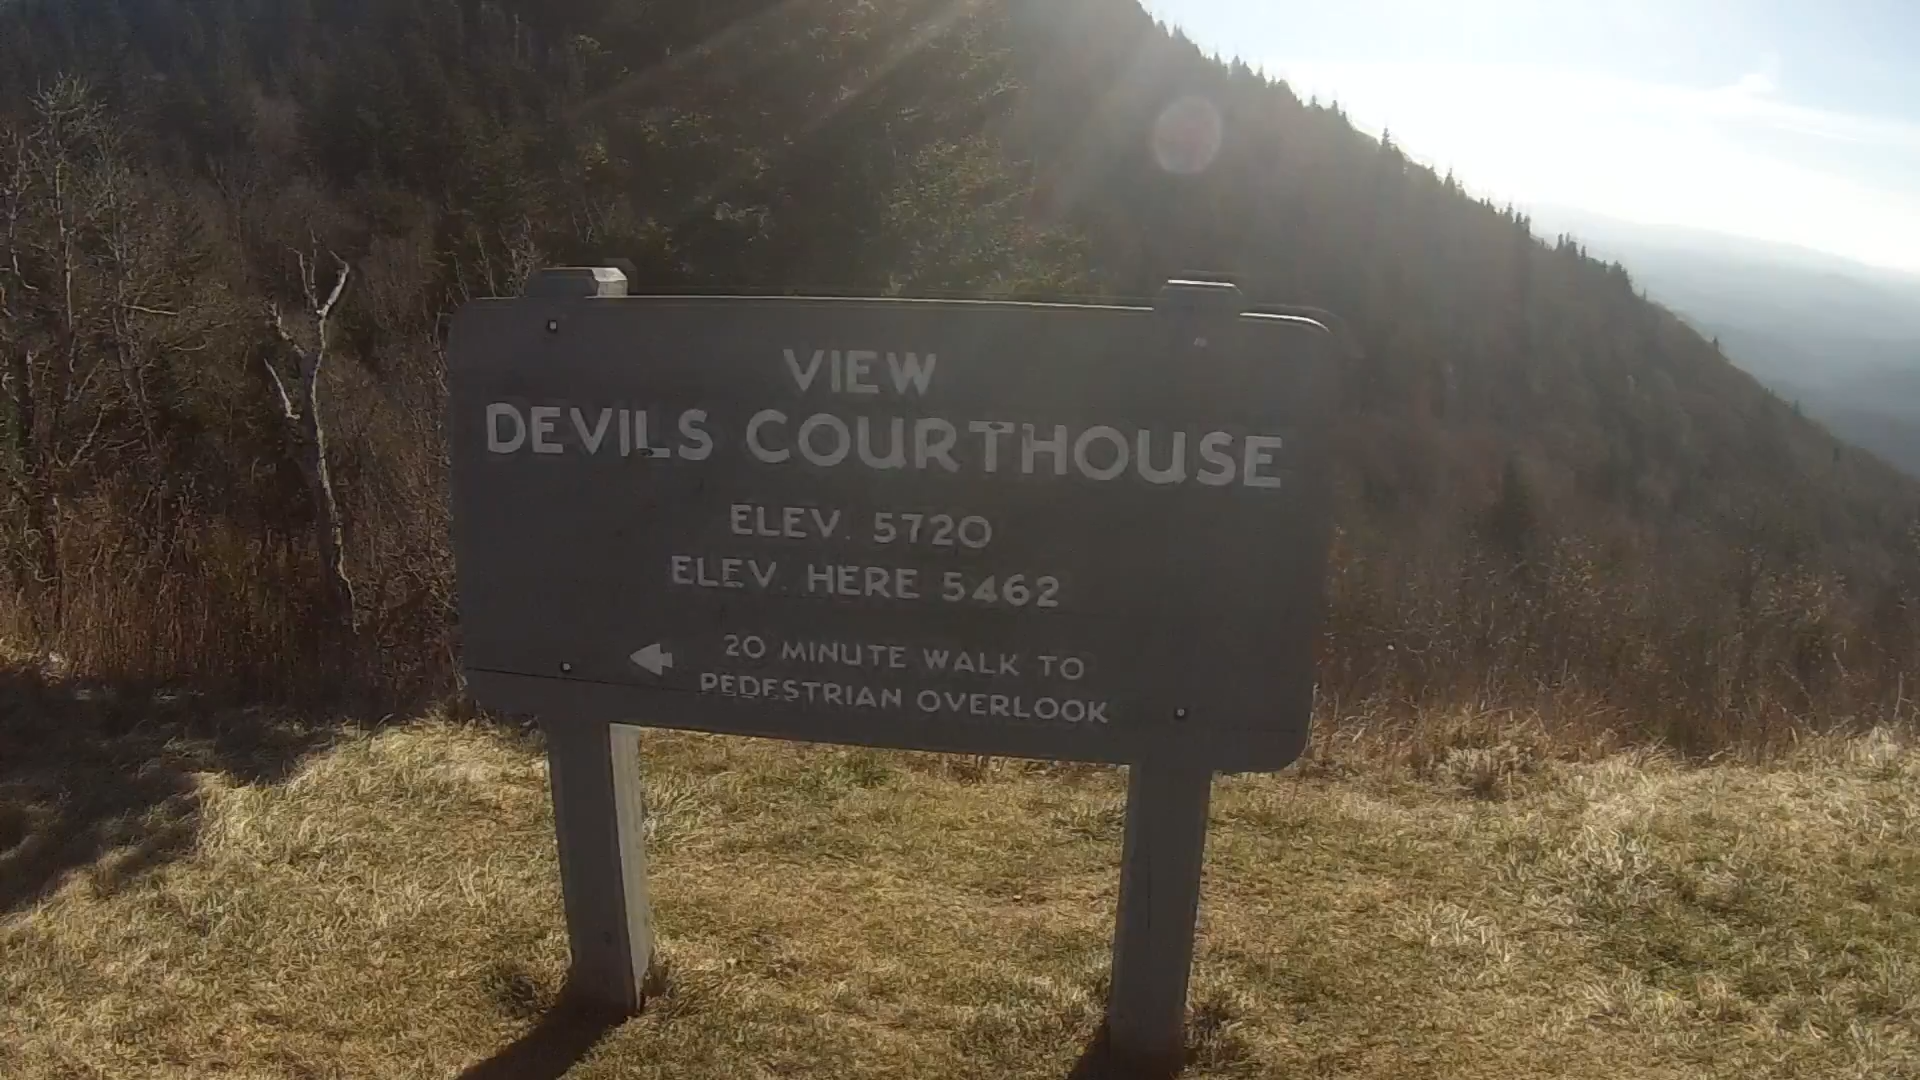 VIEW
DEVILS COURTHOUSE
ELEV. 5720
ELEV. HERE 5462
20 MINUTE WALK TO
PEDESTRIAN OVERLOOK